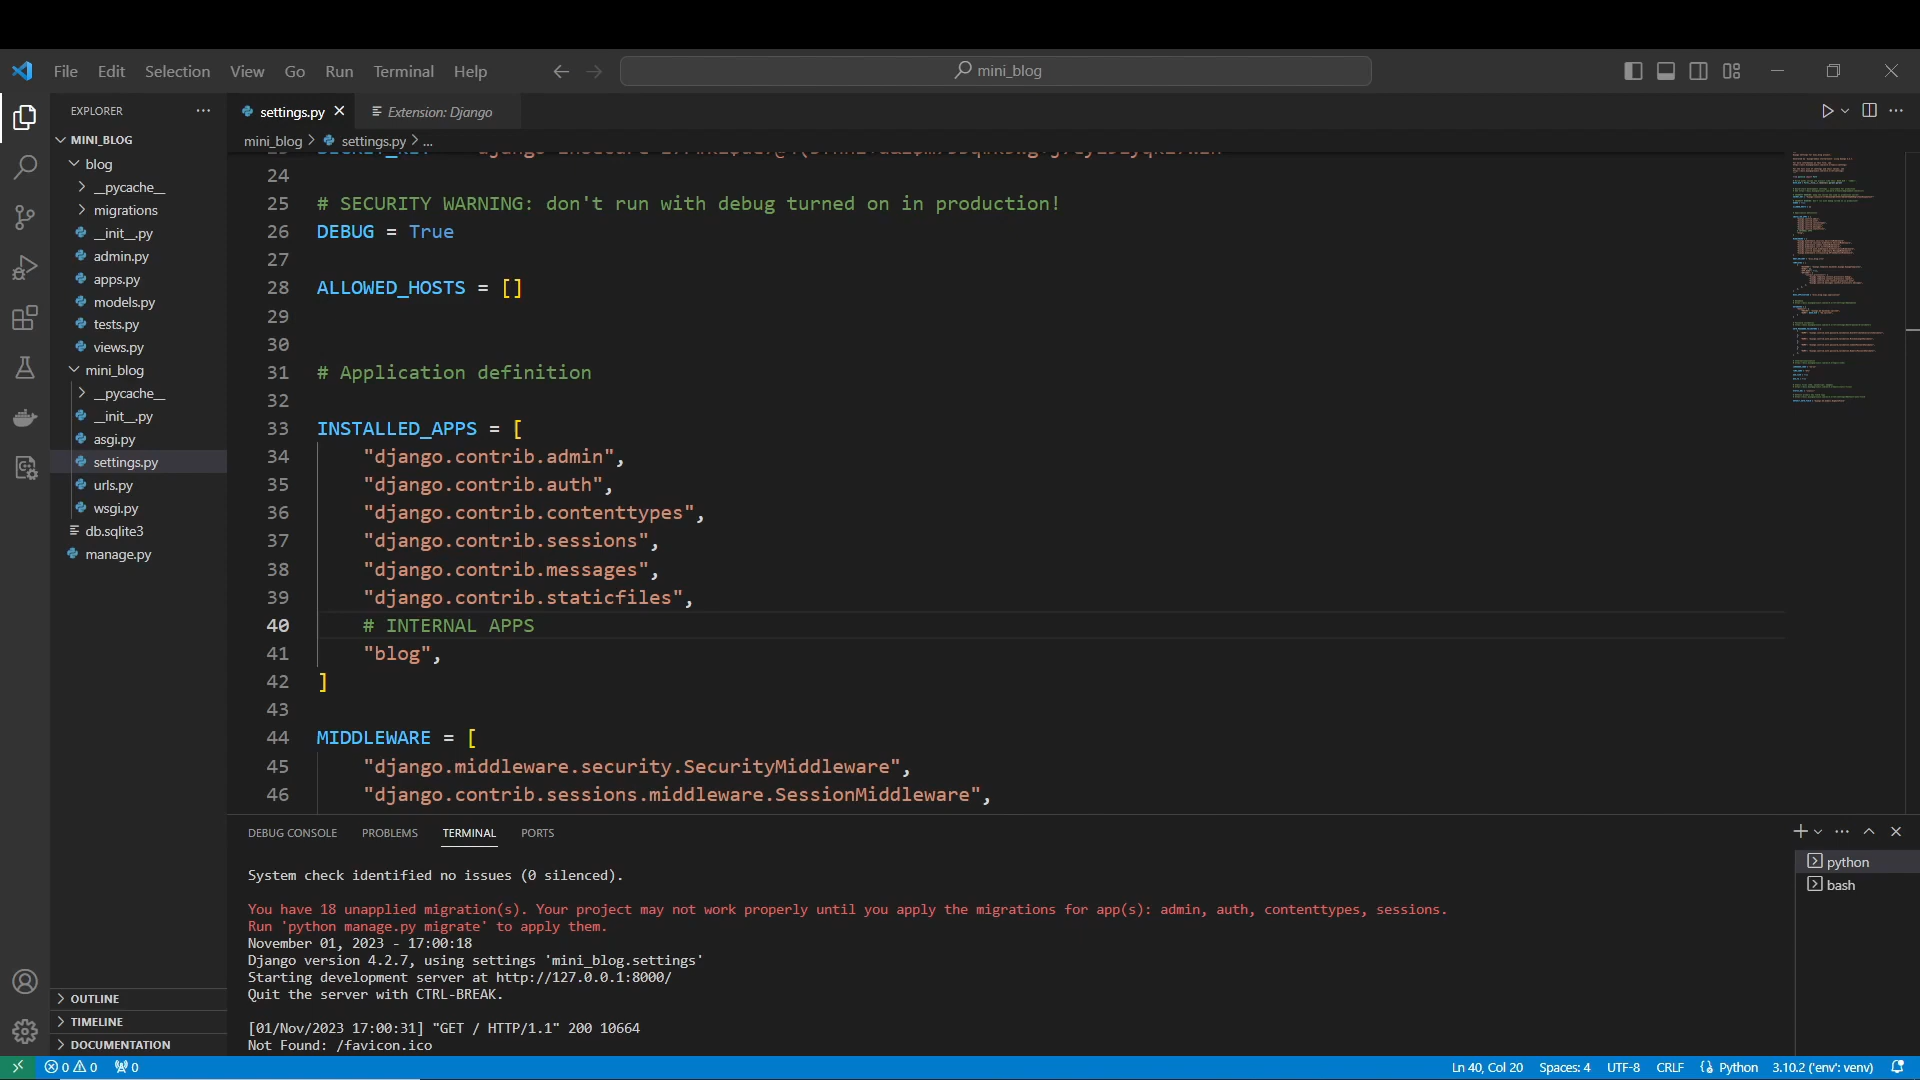 File Edit Selection View Go Run Terminal Help
mini_blog
EXPLORER
MINI_BLOG
blog
__pycache__
migrations
__init__.py
admin.py
apps.py
models.py
tests.py
views.py
mini_blog
__pycache__
__init__.py
asgi.py
settings.py
urls.py
wsgi.py
db.sqlite3
manage.py
OUTLINE
TIMELINE
DOCUMENTATION
settings.py Extension: Django
mini_blog > settings.py > ...
24
25 # SECURITY WARNING: don't run with debug turned on in production!
26 DEBUG = True
27
28 ALLOWED_HOSTS = []
29
30
31 # Application definition
32
33 INSTALLED_APPS = [
34 "django.contrib.admin",
35 "django.contrib.auth",
36 "django.contrib.contenttypes",
37 "django.contrib.sessions",
38 "django.contrib.messages",
39 "django.contrib.staticfiles",
40 # INTERNAL APPS
41 "blog",
42 ]
43
44 MIDDLEWARE = [
45 "django.middleware.security.SecurityMiddleware",
46 "django.contrib.sessions.middleware.SessionMiddleware",
DEBUG CONSOLE PROBLEMS TERMINAL PORTS
System check identified no issues (0 silenced).
You have 18 unapplied migration(s). Your project may not work properly until you apply the migrations for app(s): admin, auth, contenttypes, sessions.
Run 'python manage.py migrate' to apply them.
November 01, 2023 - 17:00:18
Django version 4.2.7, using settings 'mini_blog.settings'
Starting development server at http://127.0.0.1:8000/
Quit the server with CTRL-BREAK.
[01/Nov/2023 17:00:31] "GET / HTTP/1.1" 200 10664
Not Found: /favicon.ico
python
bash
0 0 0
Ln 40, Col 20 Spaces: 4 UTF-8 CRLF Python 3.10.2 ('env': venv)